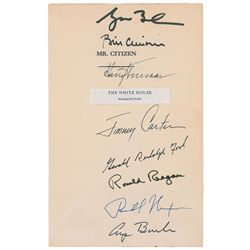 Bill Clinton
MR. CITIZEN
Harry Truman
THE WHITE HOUSE
WASHINGTON
Jimmy Carter
Gerald Rudolph Ford
Ronald Reagan